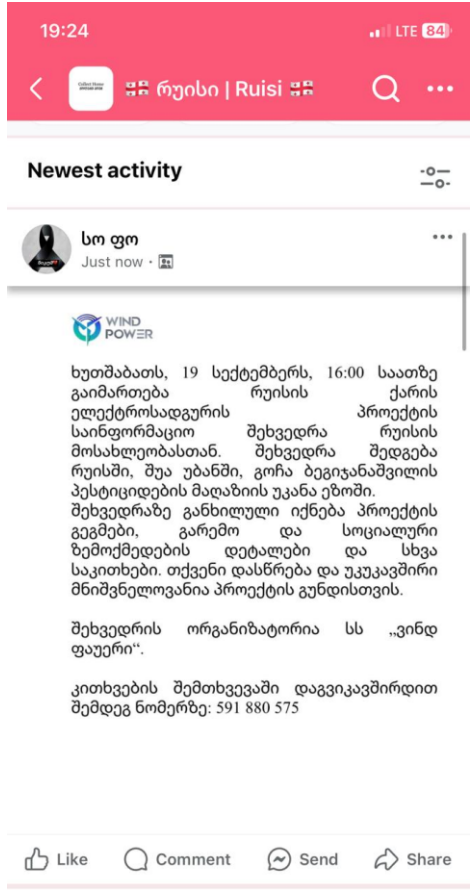 19:24
LTE 84
რუისი | Ruisi
Newest activity
სო ფო
Just now
WIND
POWER
ხუთშაბათს, 19 სექტემბერს, 16:00 საათზე
გაიმართება რუისის ქარის
ელექტროსადგურის პროექტის
საინფორმაციო შეხვედრა რუისის
მოსახლეობასთან. შეხვედრა შედგება
რუისში, შუა უბანში, გოჩა ბეგიჯანაშვილის
პესტიციდების მაღაზიის უკანა ეზოში.
შეხვედრაზე განხილული იქნება პროექტის
გეგმები, გარემო და სოციალური
ზემოქმედების დეტალები და სხვა
საკითხები. თქვენი დასწრება და უკუკავშირი
მნიშვნელოვანია პროექტის გუნდისთვის.
შეხვედრის ორგანიზატორია სს „ვინდ
ფაუერი“.
კითხვების შემთხვევაში დაგვიკავშირდით
შემდეგ ნომერზე: 591 880 575
Like Comment Send Share